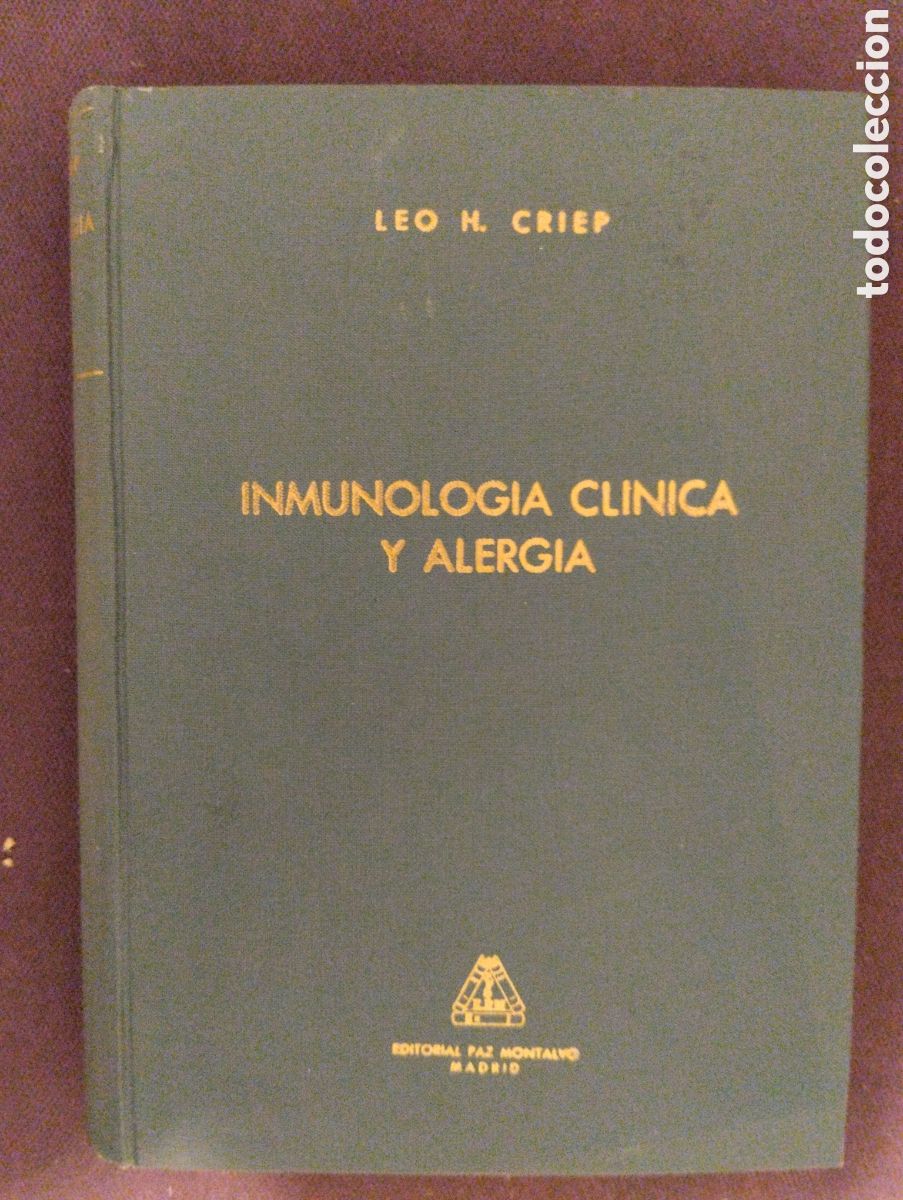 LEO H. CRIEP
INMUNOLOGIA CLINICA
Y ALERGIA
EDITORIAL PAZ MONTALVO
MADRID
todocoleccion